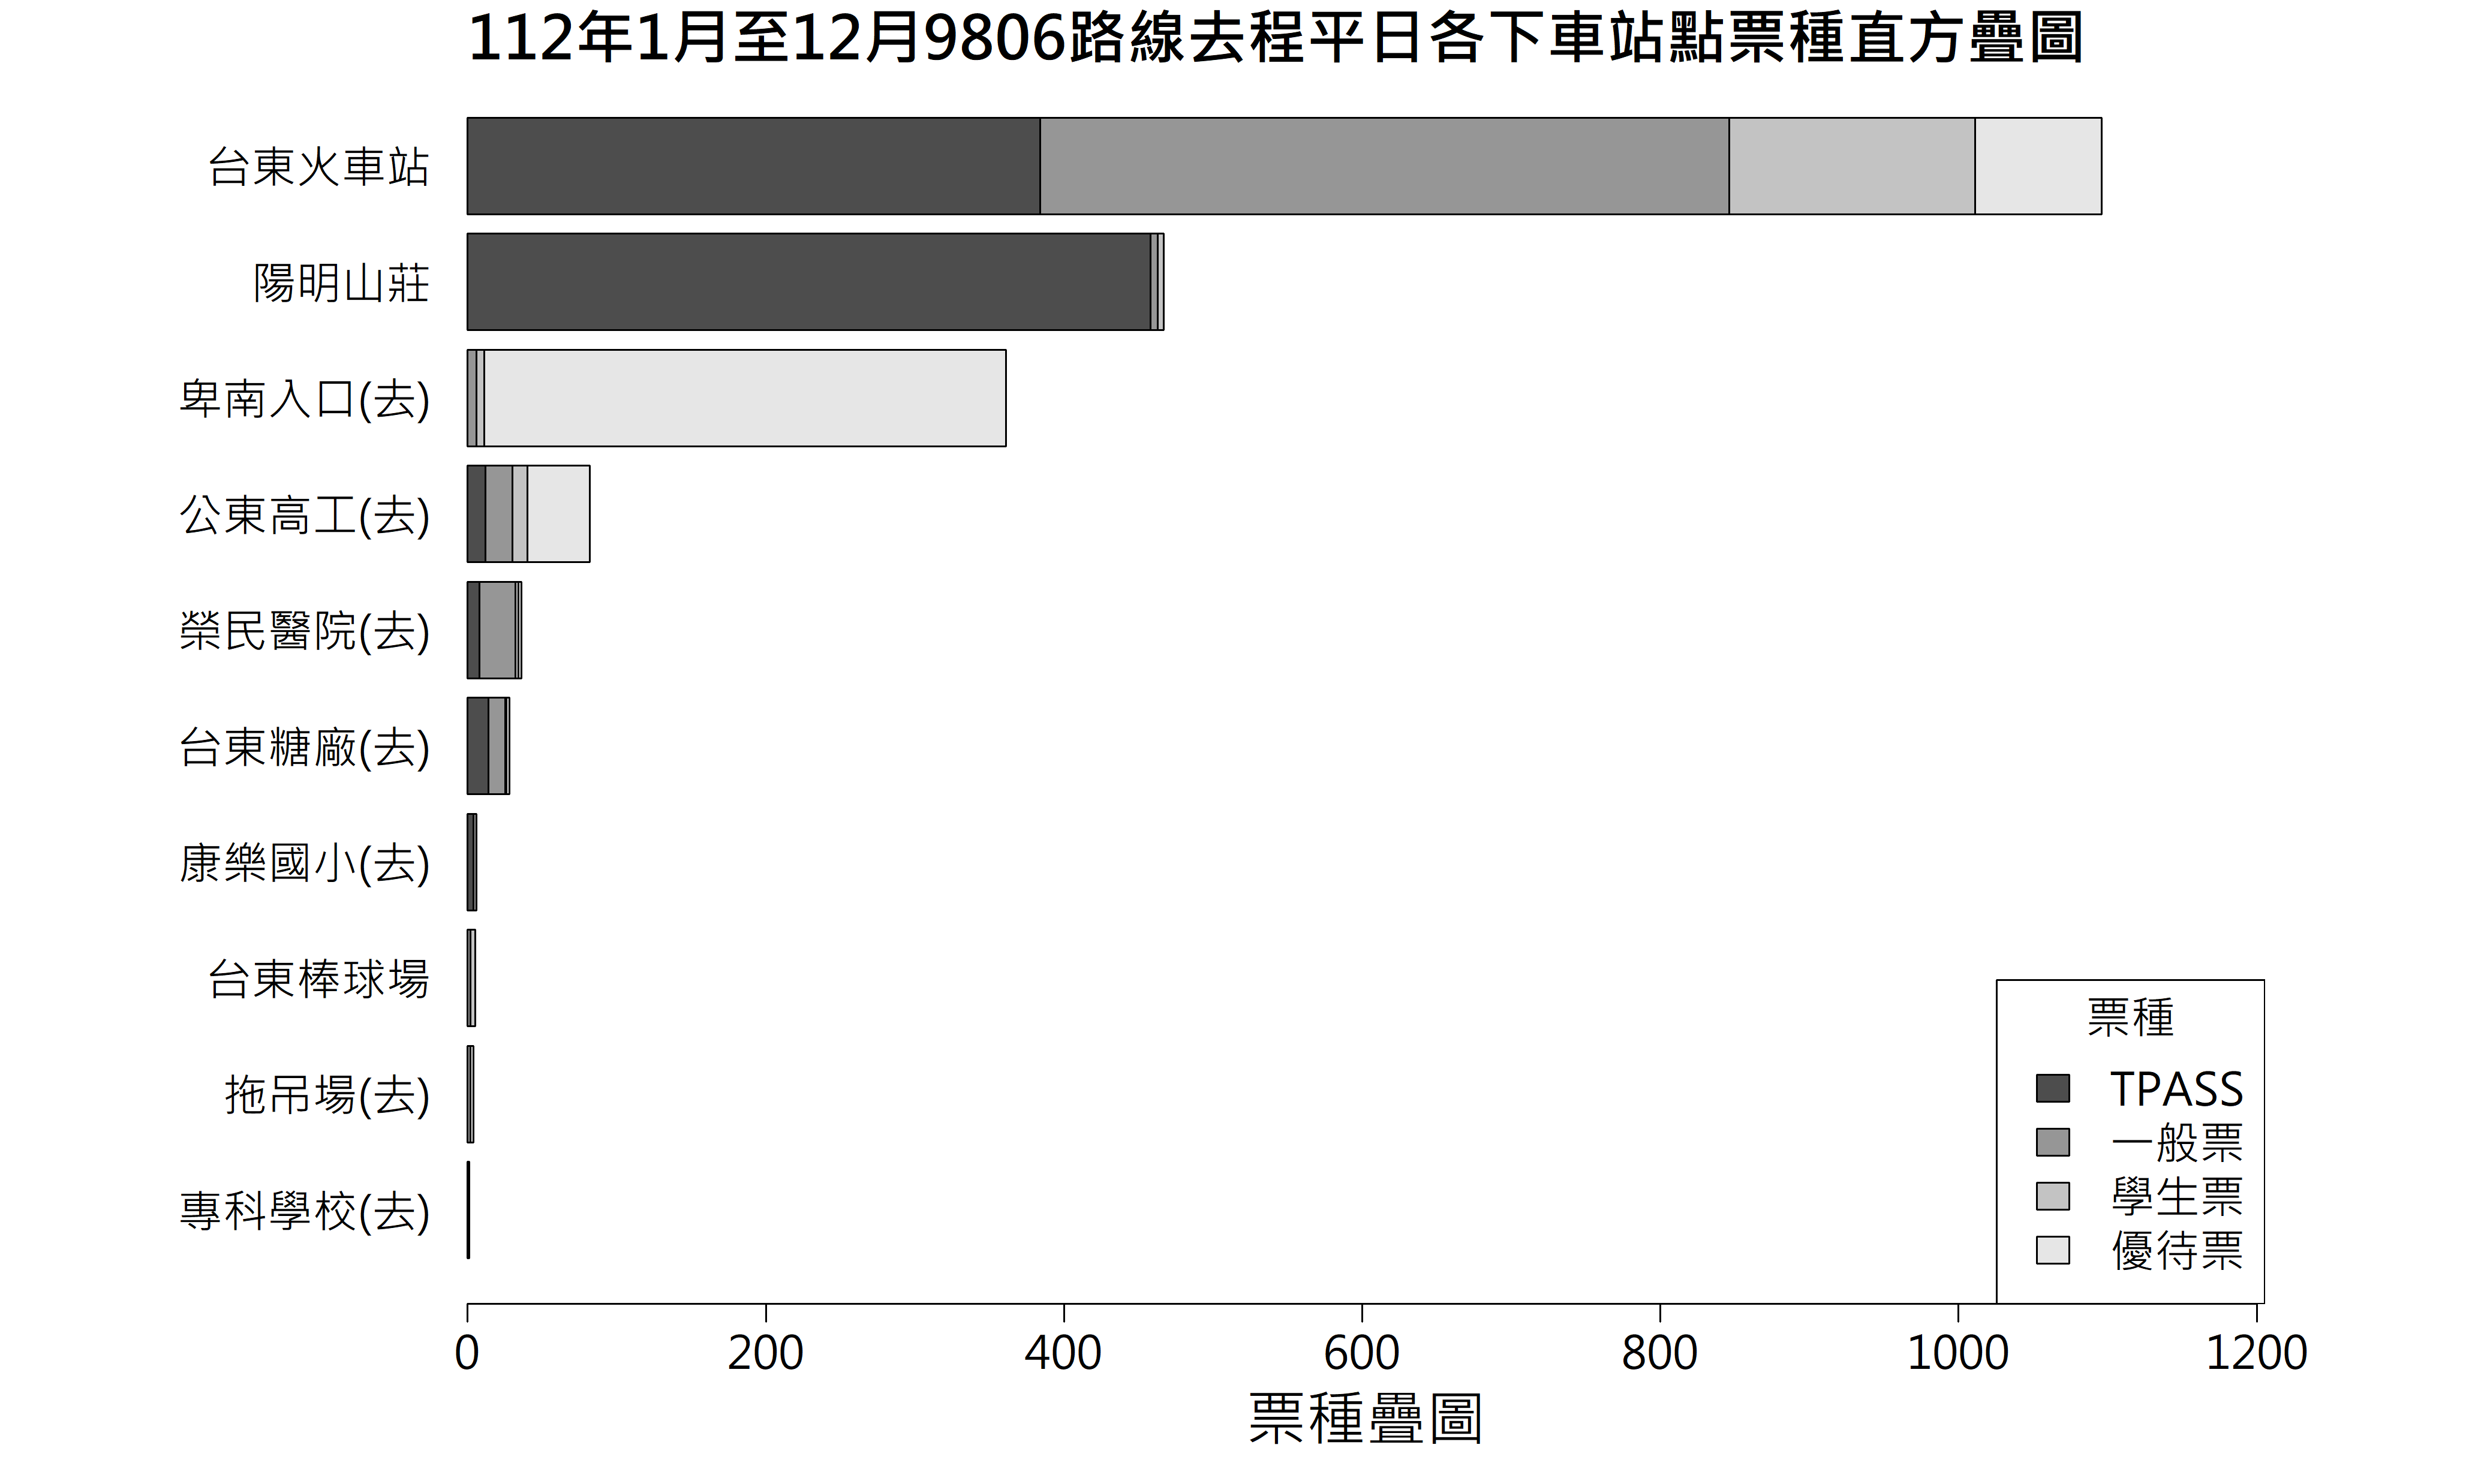 112年1月至12月9806路線去程平日各下車站點票種直方疊圖
台東火車站
陽明山莊
卑南入口(去)
公東高工(去)
榮民醫院(去)
台東糖廠(去)
康樂國小(去)
台東棒球場
拖吊場(去)
專科學校(去)
票種
TPASS
一般票
學生票
優待票
0 200 400 600 800 1000 1200
票種疊圖